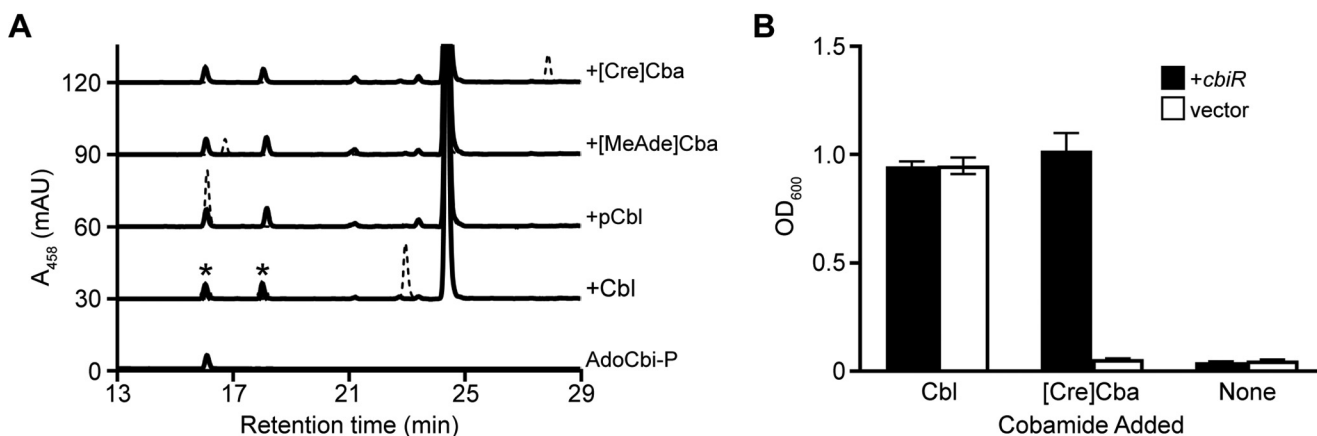 A
A458 (mAU)
120
90
60
30
0
+[Cre]Cba
+[MeAde]Cba
+pCbl
+Cbl
AdoCbi-P
* *
13 17 21 25 29
Retention time (min)
B
OD600
1.5
1.0
0.5
0
+cbiR
vector
Cbl [Cre]Cba None
Cobamide Added